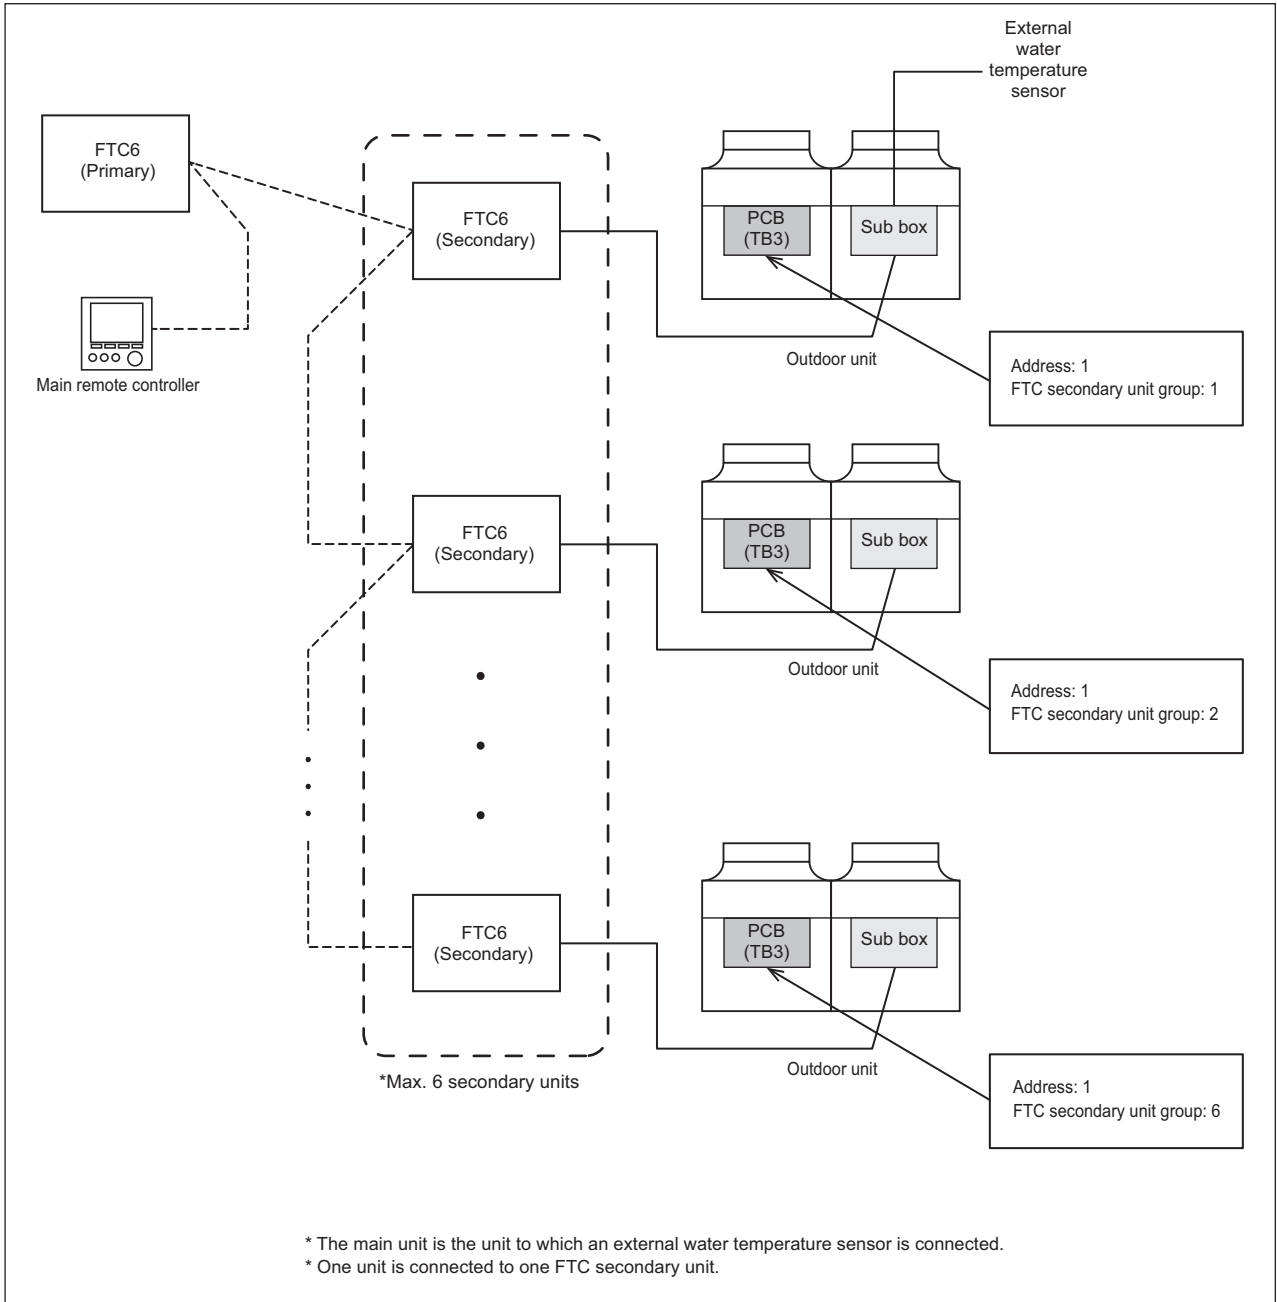 External
water
temperature
sensor
FTC6
(Primary)
FTC6
(Secondary)
PCB
(TB3)
Sub box
Main remote controller
Outdoor unit
Address: 1
FTC secondary unit group: 1
FTC6
(Secondary)
PCB
(TB3)
Sub box
Outdoor unit
Address: 1
FTC secondary unit group: 2
FTC6
(Secondary)
PCB
(TB3)
Sub box
Outdoor unit
*Max. 6 secondary units
Address: 1
FTC secondary unit group: 6
* The main unit is the unit to which an external water temperature sensor is connected.
* One unit is connected to one FTC secondary unit.